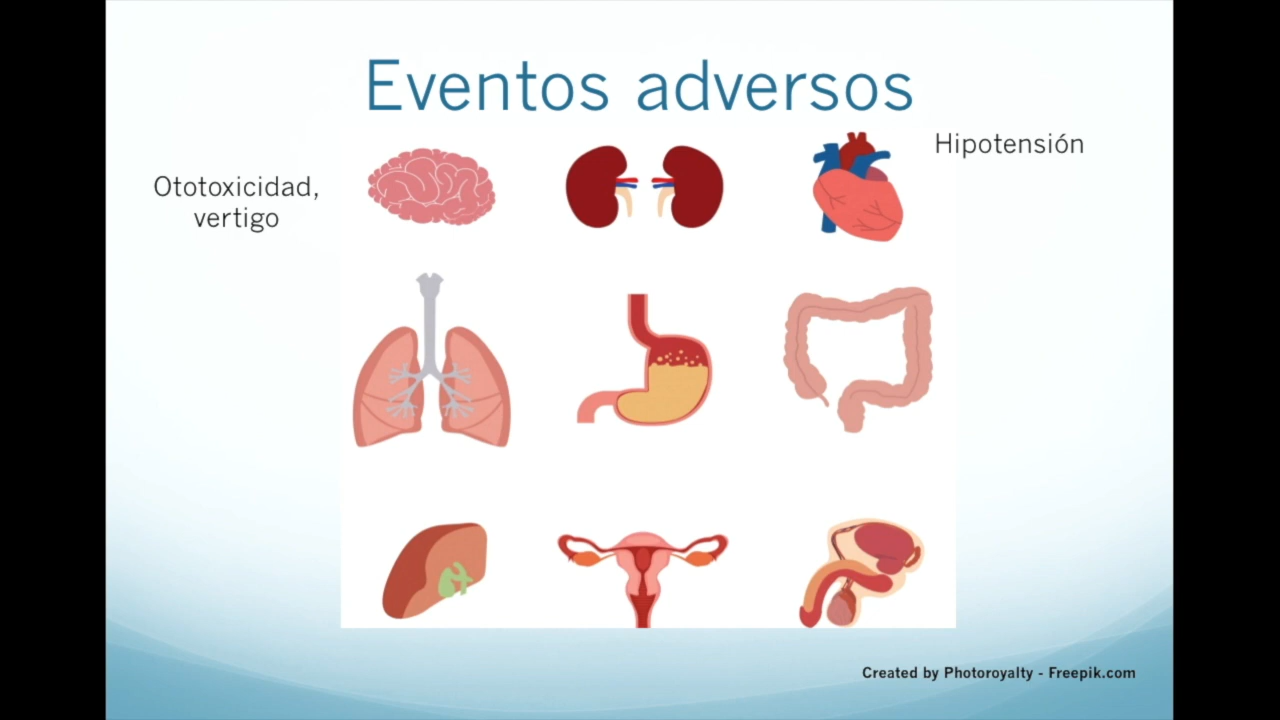 Eventos adversos
Hipotensión
Ototoxicidad,
vertigo
Created by Photoroyalty - Freepik.com